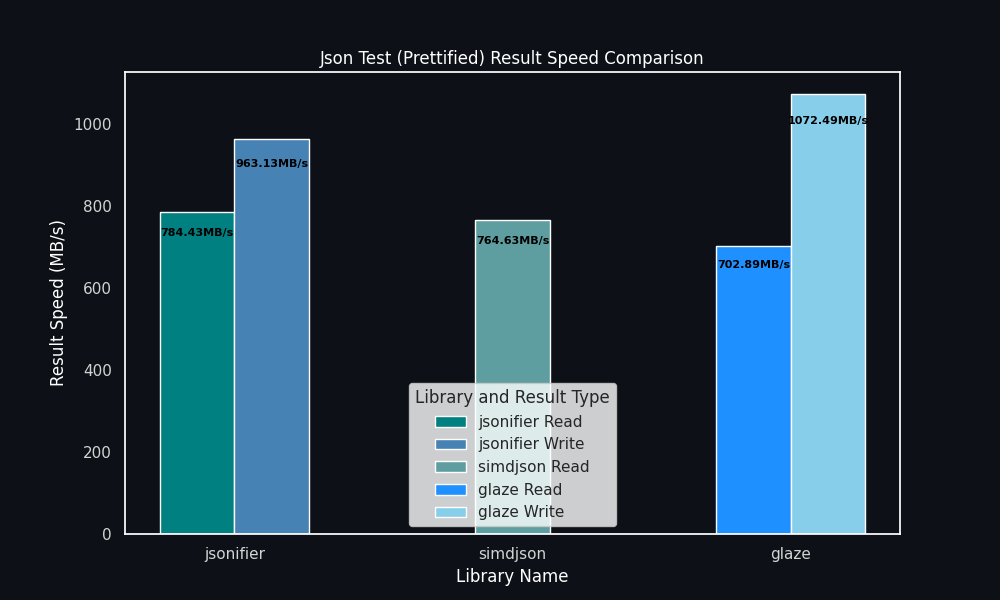 Json Test (Prettified) Result Speed Comparison
Result Speed (MB/s)
1000
800
600
400
200
0
784.43MB/s
963.13MB/s
764.63MB/s
702.89MB/s
1072.49MB/s
Library and Result Type
jsonifier Read
jsonifier Write
simdjson Read
glaze Read
glaze Write
jsonifier
simdjson
glaze
Library Name